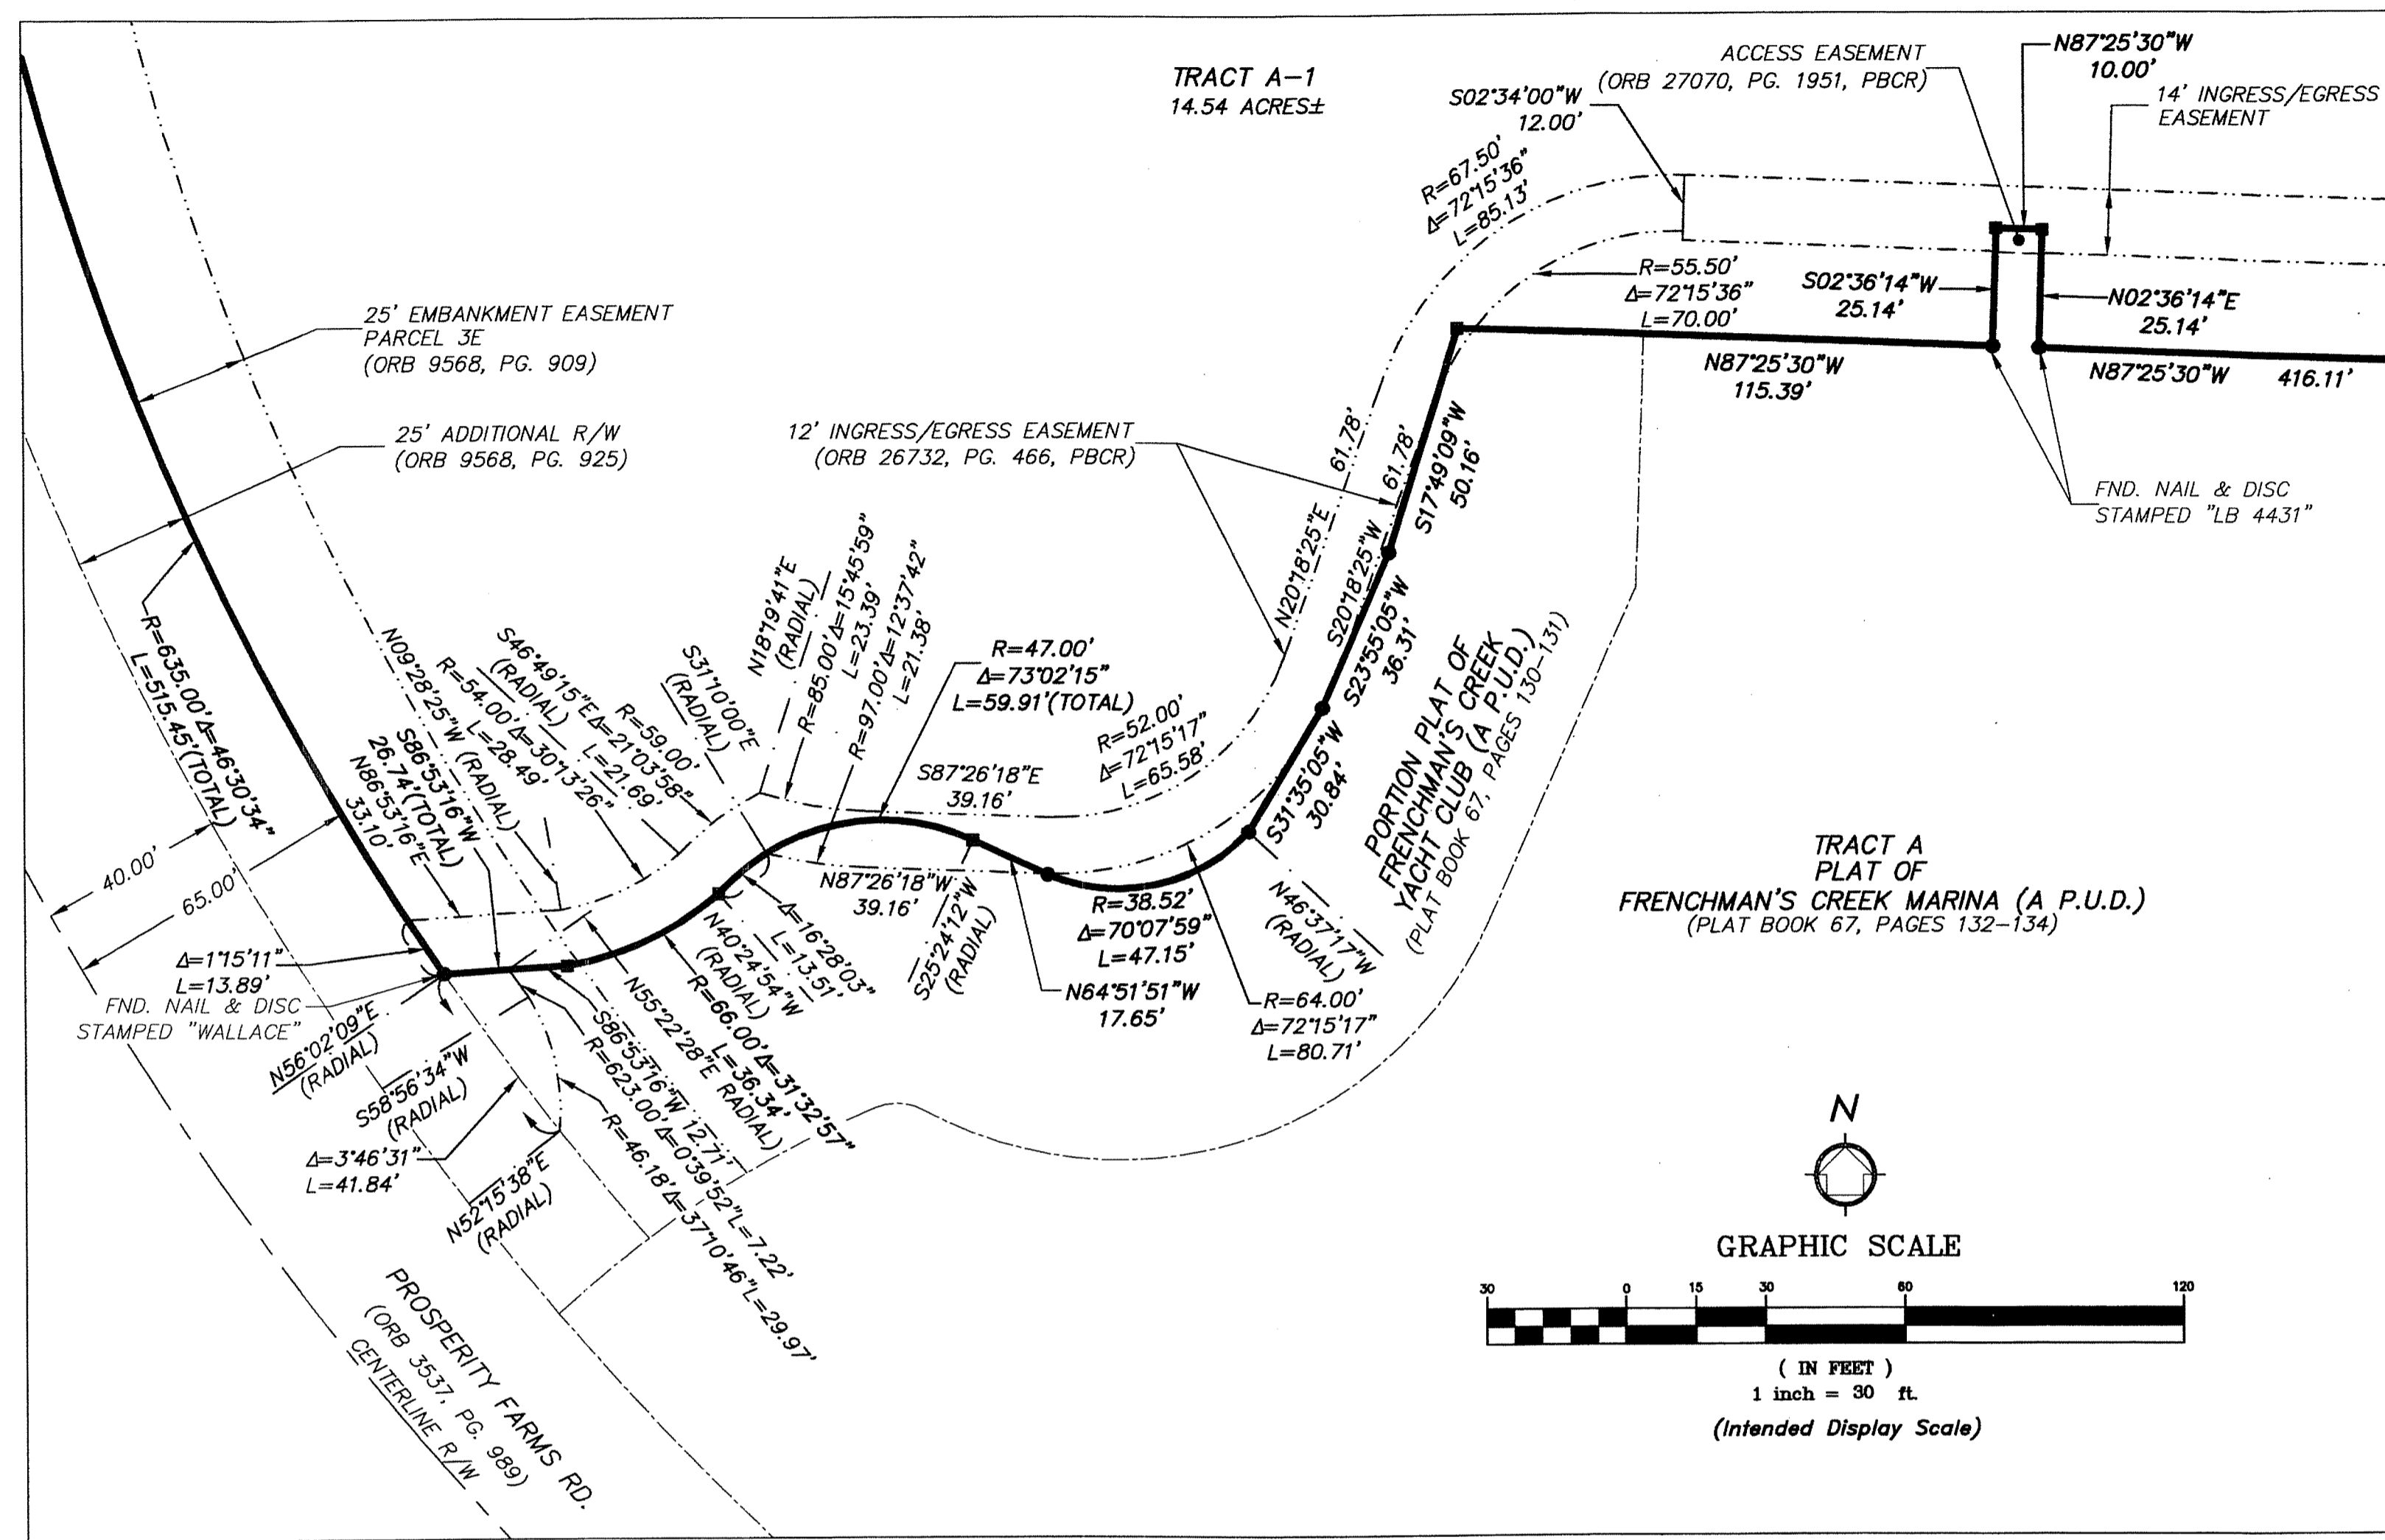 TRACT A-1
14.54 ACRES±
ACCESS EASEMENT
(ORB 27070, PG. 1951, PBCR)
N87°25'30"W
10.00'
14' INGRESS/EGRESS
EASEMENT
S02°34'00"W
12.00'
R=67.50'
Δ=72°15'36"
L=85.13'
R=55.50'
Δ=72°15'36"
L=70.00'
S02°36'14"W
25.14'
N02°36'14"E
25.14'
N87°25'30"W
115.39'
N87°25'30"W 416.11'
FND. NAIL & DISC
STAMPED "LB 4431"
25' EMBANKMENT EASEMENT
PARCEL 3E
(ORB 9568, PG. 909)
25' ADDITIONAL R/W
(ORB 9568, PG. 925)
12' INGRESS/EGRESS EASEMENT
(ORB 26732, PG. 466, PBCR)
61.78'
N20°18'25"E
61.78'
S20°18'25"W
S17°49'09"W
50.16'
S23°55'05"W
36.31'
S31°35'05"W
30.84'
R=635.00' Δ=46°30'34"
L=515.45'(TOTAL)
40.00'
65.00'
N09°28'25"W (RADIAL)
S86°53'16"W
26.74'(TOTAL)
N86°53'16"E
33.10'
S46°49'15"E
(RADIAL)
R=54.00' Δ=30°13'26"
L=28.49'
R=59.00'
Δ=21°03'58"
L=21.69'
S31°10'00"E
(RADIAL)
N18°19'41"E
(RADIAL)
R=85.00' Δ=15°45'59"
L=23.39'
R=97.00' Δ=12°37'42"
L=21.38'
R=47.00'
Δ=73°02'15"
L=59.91'(TOTAL)
S87°26'18"E
39.16'
R=52.00'
Δ=72°15'17"
L=65.58'
N87°26'18"W
39.16'
S25°24'12"W
(RADIAL)
R=38.52'
Δ=70°07'59"
L=47.15'
N64°51'51"W
17.65'
N46°37'17"W
(RADIAL)
R=64.00'
Δ=72°15'17"
L=80.71'
PORTION PLAT OF
FRENCHMAN'S CREEK
YACHT CLUB (A P.U.D.)
(PLAT BOOK 67, PAGES 130-131)
TRACT A
PLAT OF
FRENCHMAN'S CREEK MARINA (A P.U.D.)
(PLAT BOOK 67, PAGES 132-134)
Δ=1°15'11"
L=13.89'
FND. NAIL & DISC
STAMPED "WALLACE"
N56°02'09"E
(RADIAL)
S58°56'34"W
(RADIAL)
Δ=3°46'31"
L=41.84'
N52°15'38"E
(RADIAL)
Δ=16°28'03"
L=13.51'
N40°24'54"W
(RADIAL)
R=66.00' Δ=31°32'57"
L=36.34'
N55°22'28"E RADIAL)
S86°53'16"W 12.71'
R=623.00' Δ=0°39'52" L=7.22'
R=46.18' Δ=37°10'46" L=29.97'
PROSPERITY FARMS RD.
(ORB 3537, PG. 989)
CENTERLINE R/W
N
GRAPHIC SCALE
30 0 15 30 60 120
( IN FEET )
1 inch = 30 ft.
(Intended Display Scale)